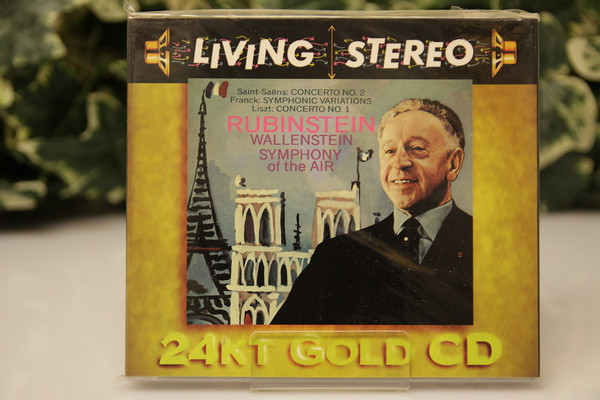 LIVING STEREO
Saint-Saëns: CONCERTO NO. 2
Franck: SYMPHONIC VARIATIONS
Liszt: CONCERTO NO. 1
RUBINSTEIN
WALLENSTEIN
SYMPHONY
of the AIR
24KT GOLD CD